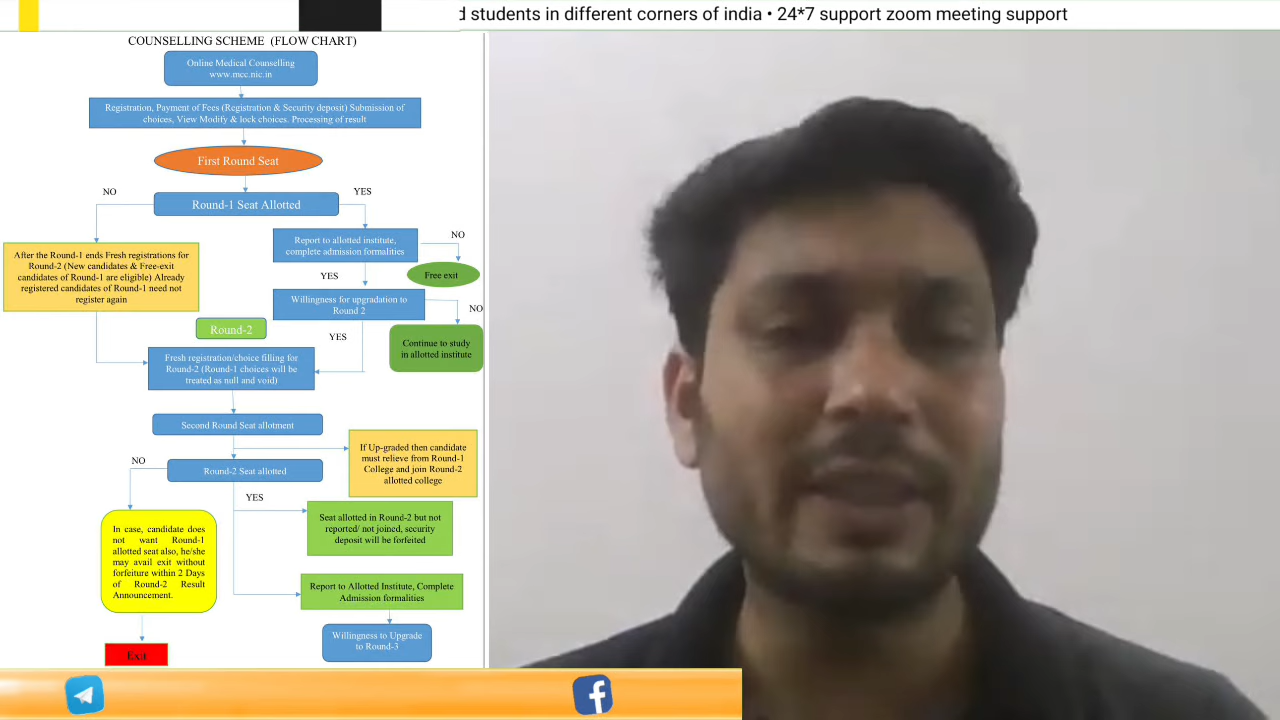 d students in different corners of india • 24*7 support zoom meeting support
COUNSELLING SCHEME (FLOW CHART)
Online Medical Counselling
www.mcc.nic.in
Registration, Payment of Fees (Registration & Security deposit) Submission of
choices, View Modify & lock choices. Processing of result
First Round Seat
NO
YES
Round-1 Seat Allotted
Report to allotted institute,
complete admission formalities
NO
Free exit
After the Round-1 ends Fresh registrations for
Round-2 (New candidates & Free-exit
candidates of Round-1 are eligible) Already
registered candidates of Round-1 need not
register again
YES
Willingness for upgradation to
Round 2
NO
Round-2
YES
Continue to study
in allotted institute
Fresh registration/choice filling for
Round-2 (Round-1 choices will be
treated as null and void)
Second Round Seat allotment
If Up-graded then candidate
must relieve from Round-1
College and join Round-2
allotted college
NO
Round-2 Seat allotted
YES
Seat allotted in Round-2 but not
reported/ not joined, security
deposit will be forfeited
In case, candidate does
not want Round-1
allotted seat also, he/she
may avail exit without
forfeiture within 2 Days
of Round-2 Result
Announcement.
Report to Allotted Institute, Complete
Admission formalities
Willingness to Upgrade
to Round-3
Exit